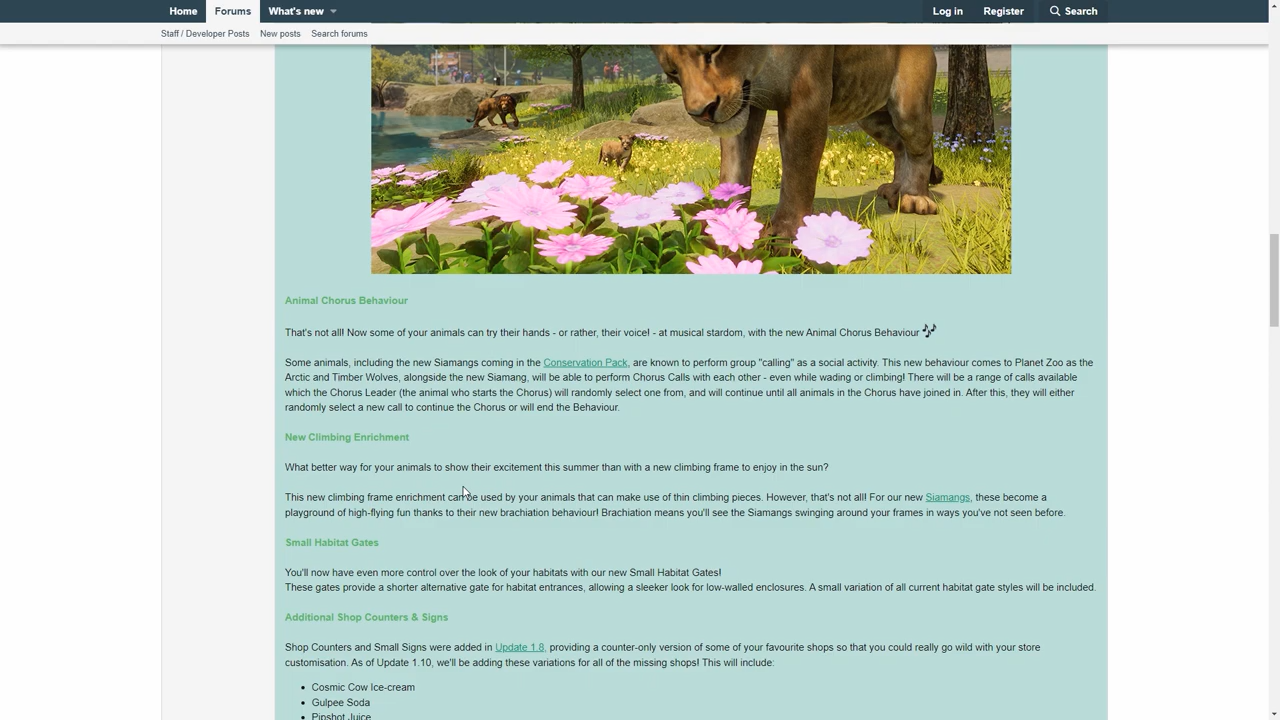 Home Forums What's new Log in Register Search
Staff / Developer Posts New posts Search forums
Animal Chorus Behaviour
That's not all! Now some of your animals can try their hands - or rather, their voice! - at musical stardom, with the new Animal Chorus Behaviour 🎶
Some animals, including the new Siamangs coming in the Conservation Pack, are known to perform group "calling" as a social activity. This new behaviour comes to Planet Zoo as the
Arctic and Timber Wolves, alongside the new Siamang, will be able to perform Chorus Calls with each other - even while wading or climbing! There will be a range of calls available
which the Chorus Leader (the animal who starts the Chorus) will randomly select one from, and will continue until all animals in the Chorus have joined in. After this, they will either
randomly select a new call to continue the Chorus or will end the Behaviour.
New Climbing Enrichment
What better way for your animals to show their excitement this summer than with a new climbing frame to enjoy in the sun?
This new climbing frame enrichment can be used by your animals that can make use of thin climbing pieces. However, that's not all! For our new Siamangs, these become a
playground of high-flying fun thanks to their new brachiation behaviour! Brachiation means you'll see the Siamangs swinging around your frames in ways you've not seen before.
Small Habitat Gates
You'll now have even more control over the look of your habitats with our new Small Habitat Gates!
These gates provide a shorter alternative gate for habitat entrances, allowing a sleeker look for low-walled enclosures. A small variation of all current habitat gate styles will be included.
Additional Shop Counters & Signs
Shop Counters and Small Signs were added in Update 1.8, providing a counter-only version of some of your favourite shops so that you could really go wild with your store
customisation. As of Update 1.10, we'll be adding these variations for all of the missing shops! This will include:
• Cosmic Cow Ice-cream
• Gulpee Soda
• Pipshot Juice